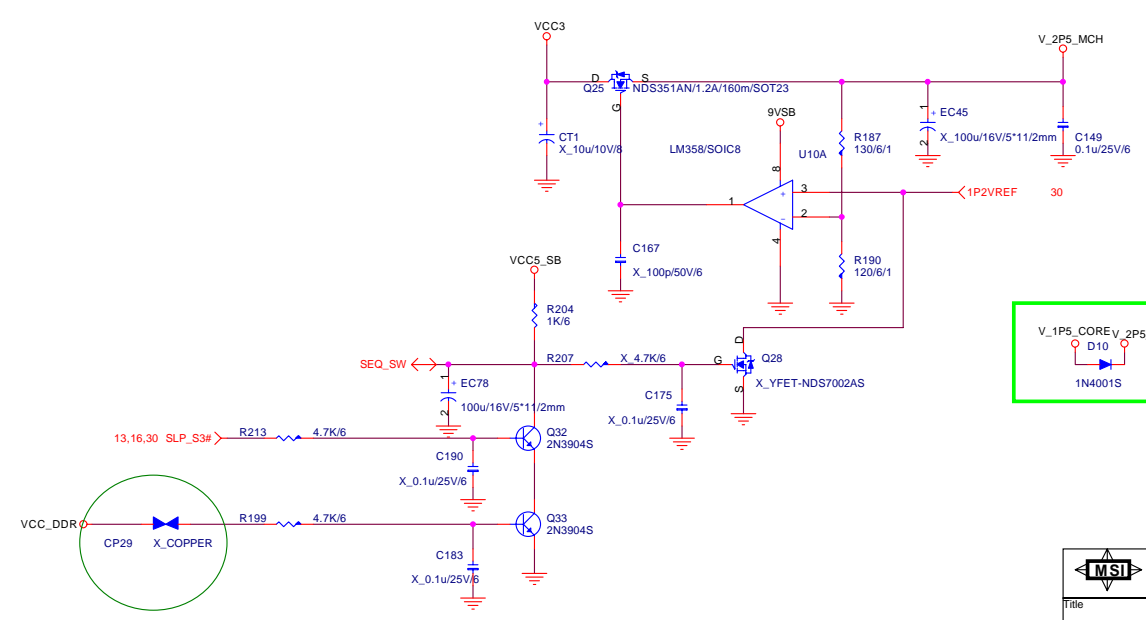 VCC3
V_2P5_MCH
D
S
Q25
NDS351AN/1.2A/160m/SOT23
G
CT1
X_10u/10V/8
+
9VSB
LM358/SOIC8
U10A
8
3
+
1
2
-
4
R187
130/6/1
1
+ EC45
X_100u/16V/5*11/2mm
2
C149
0.1u/25V/6
1P2VREF
30
R190
120/6/1
C167
X_100p/50V/6
VCC5_SB
R204
1K/6
SEQ_SW
R207
X_4.7K/6
G
D
S
Q28
X_YFET-NDS7002AS
1
+ EC78
100u/16V/5*11/2mm
2
C175
X_0.1u/25V/6
V_1P5_CORE
V_2P5
D10
1N4001S
13,16,30 SLP_S3#
R213
4.7K/6
Q32
2N3904S
C190
X_0.1u/25V/6
VCC_DDR
CP29
X_COPPER
R199
4.7K/6
Q33
2N3904S
C183
X_0.1u/25V/6
MSI
Title